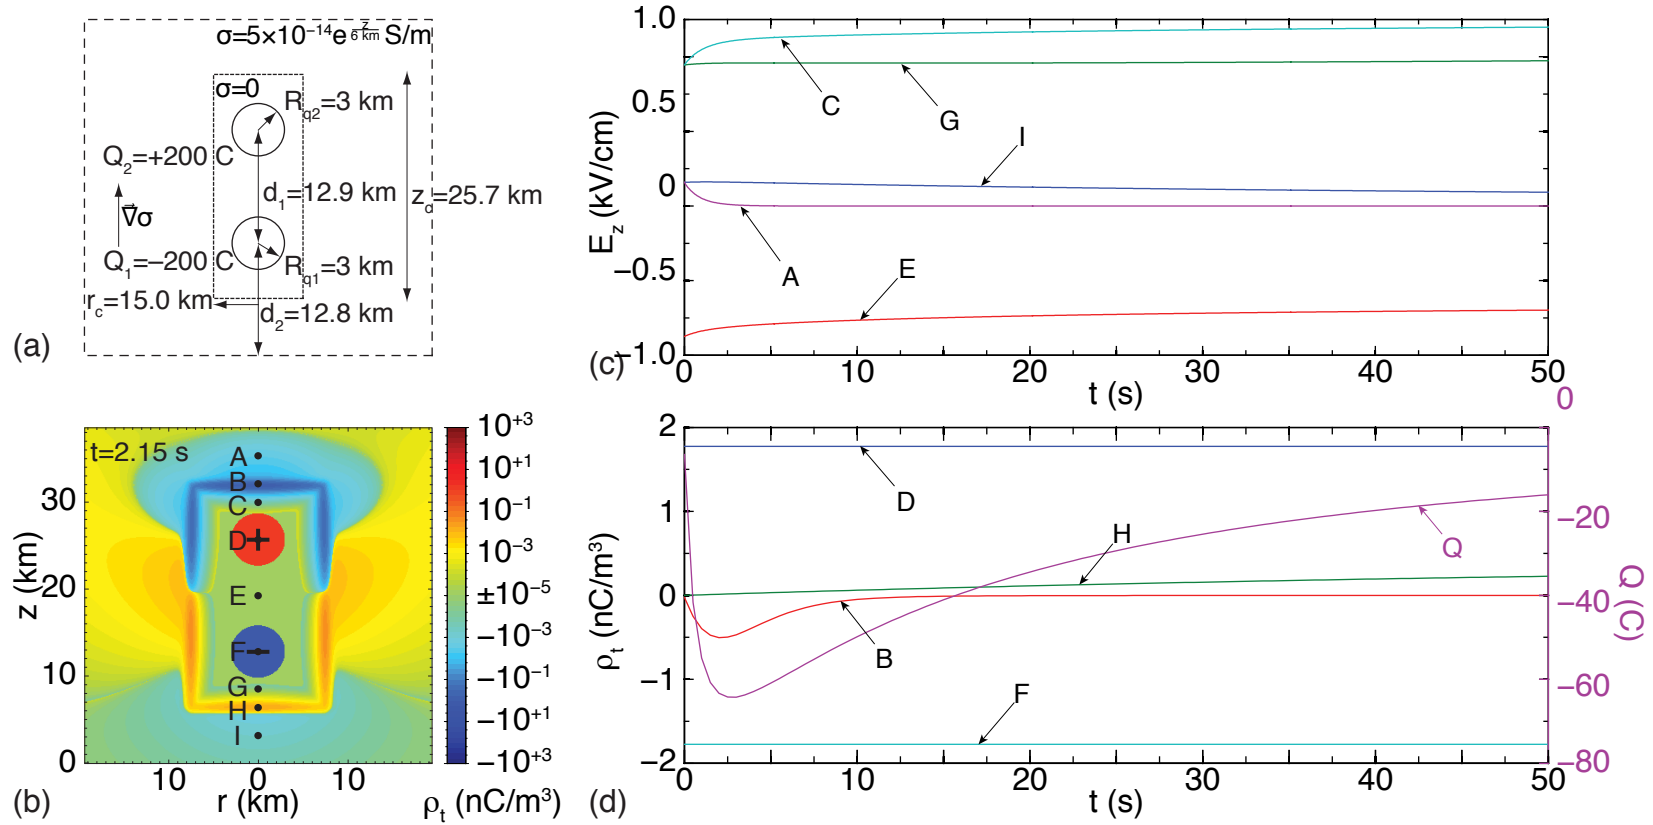 σ=5×10⁻¹⁴e^(z/6 km) S/m
σ=0
R_q2=3 km
Q₂=+200 C
d₁=12.9 km
z_c=25.7 km
∇⃗σ
Q₁=−200 C
R_q1=3 km
r_c=15.0 km
d₂=12.8 km
(a)
1.0
0.5
0
−0.5
−1.0
E_z (kV/cm)
C
G
I
A
E
0
10
20
30
40
50
t (s)
(c)
t=2.15 s
A
B
C
D
+
E
F
−
G
H
I
30
20
10
0
z (km)
10
0
10
r (km)
10⁺³
10⁺¹
10⁻¹
10⁻³
±10⁻⁵
−10⁻³
−10⁻¹
−10⁺¹
−10⁺³
ρ_t (nC/m³)
(b)
2
1
0
−1
−2
ρ_t (nC/m³)
D
H
Q
B
F
0
−20
−40
−60
−80
Q (C)
0
10
20
30
40
50
t (s)
(d)